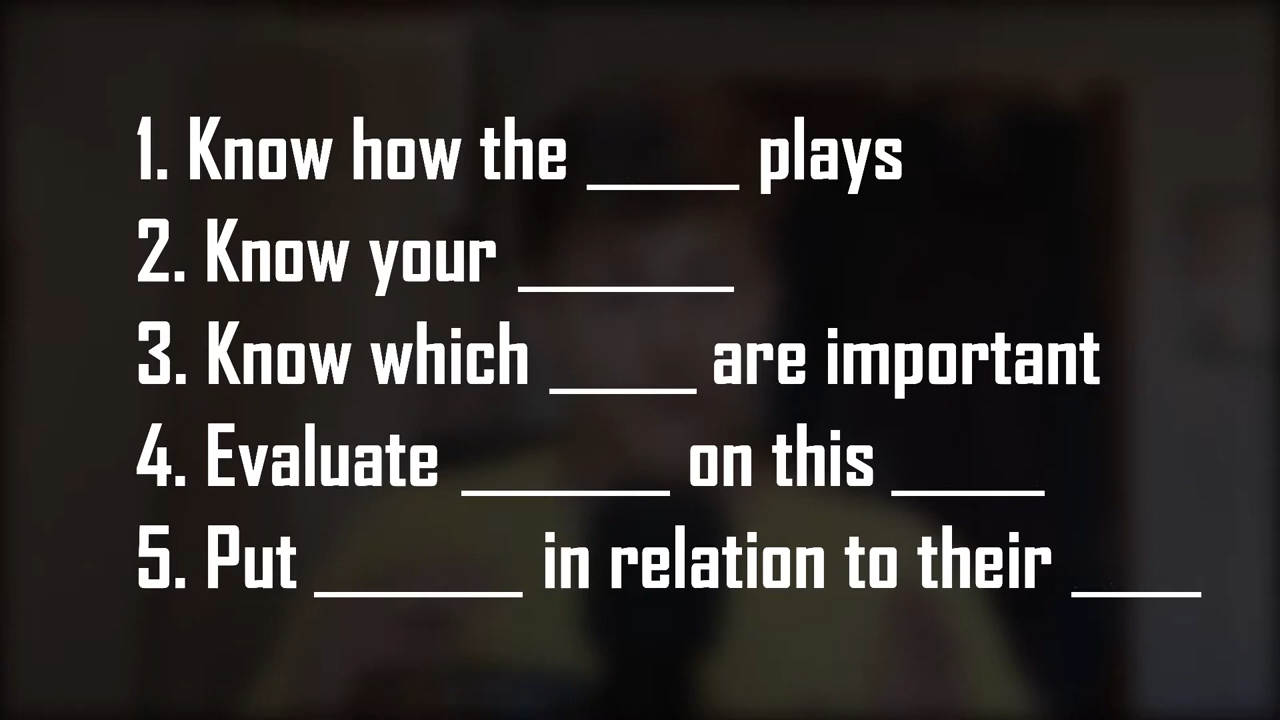 1. Know how the _____ plays
2. Know your _______
3. Know which _____ are important
4. Evaluate _______ on this _____
5. Put _______ in relation to their ____